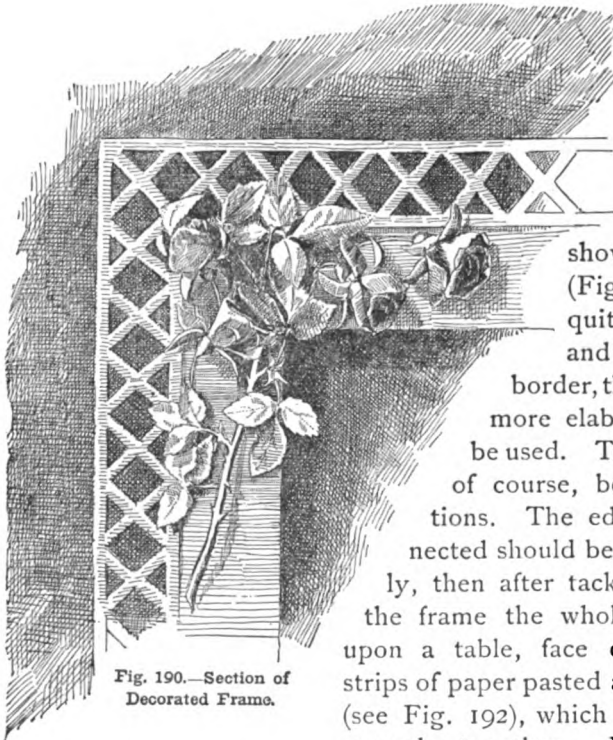 show
(Fig
quit
and
border, t
more elab
be used. T
of course, be
tions. The ed
nected should be
ly, then after tack
the frame the whol
upon a table, face
strips of paper pasted a
(see Fig. 192), which
Fig. 190.—Section of
Decorated Frame.